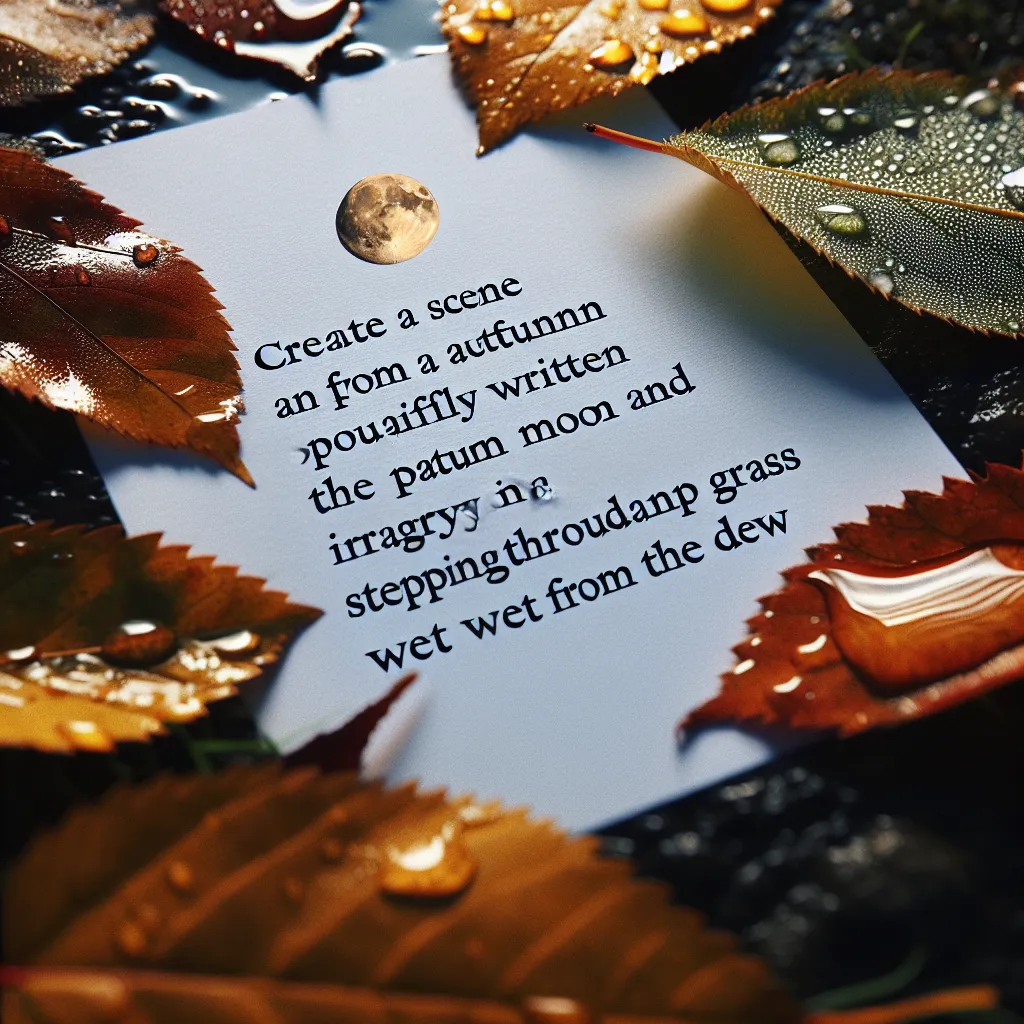 Create a scene
an from a autfunnn
pouaiffly written
the patum moon and
irragryy in a
steppingthroudanp grass
wet wet from the dew